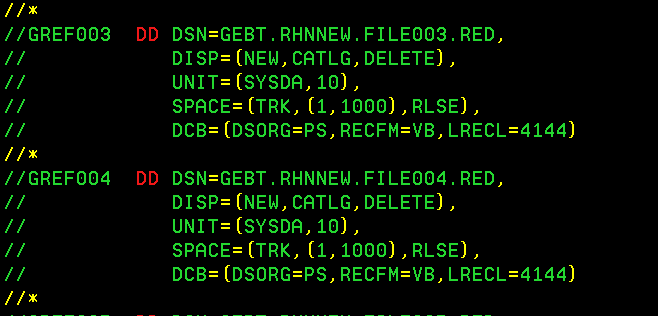 //*
//GREF003  DD DSN=GEBT.RHNNEW.FILE003.RED,
//            DISP=(NEW,CATLG,DELETE),
//            UNIT=(SYSDA,10),
//            SPACE=(TRK,(1,1000),RLSE),
//            DCB=(DSORG=PS,RECFM=VB,LRECL=4144)
//*
//GREF004  DD DSN=GEBT.RHNNEW.FILE004.RED,
//            DISP=(NEW,CATLG,DELETE),
//            UNIT=(SYSDA,10),
//            SPACE=(TRK,(1,1000),RLSE),
//            DCB=(DSORG=PS,RECFM=VB,LRECL=4144)
//*